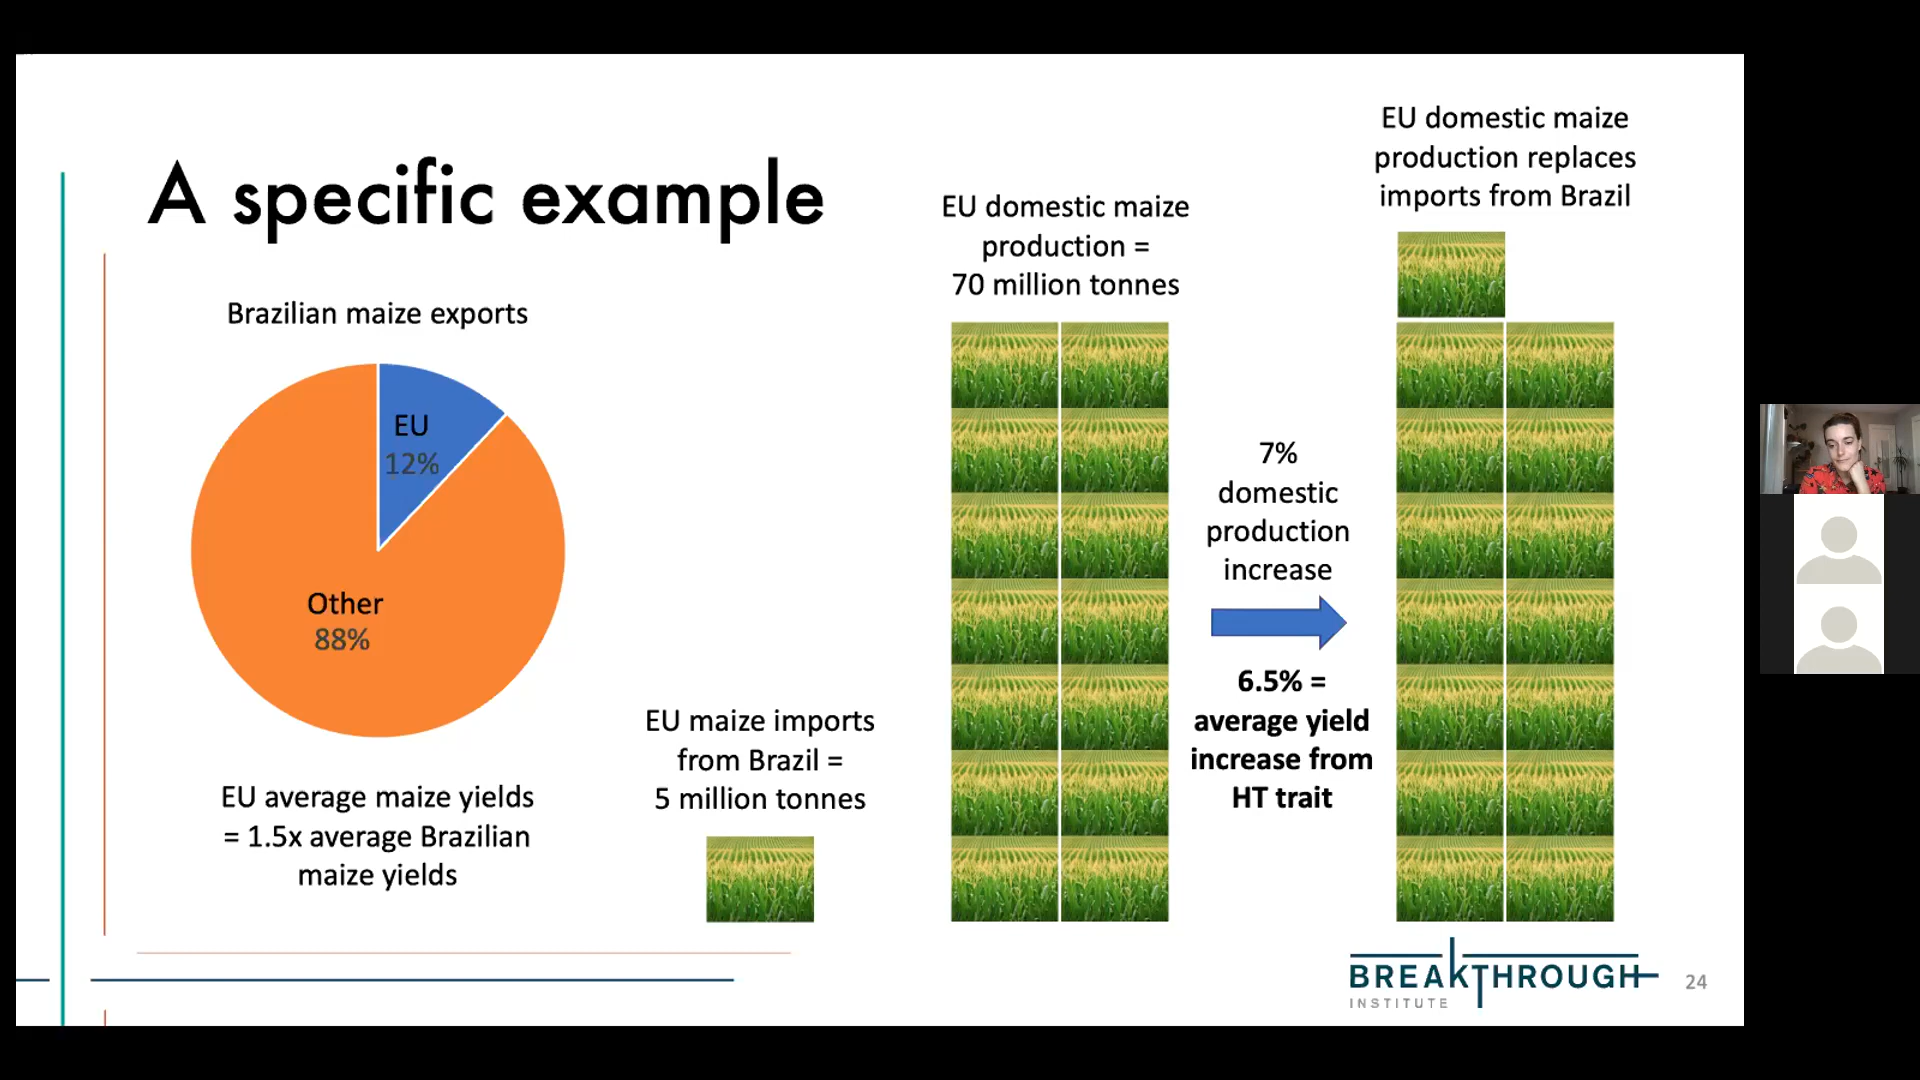 A specific example
Brazilian maize exports
EU
12%
Other
88%
EU average maize yields
= 1.5x average Brazilian
maize yields
EU maize imports
from Brazil =
5 million tonnes
EU domestic maize
production =
70 million tonnes
7%
domestic
production
increase
6.5% =
average yield
increase from
HT trait
EU domestic maize
production replaces
imports from Brazil
BREAKTHROUGH
INSTITUTE
24